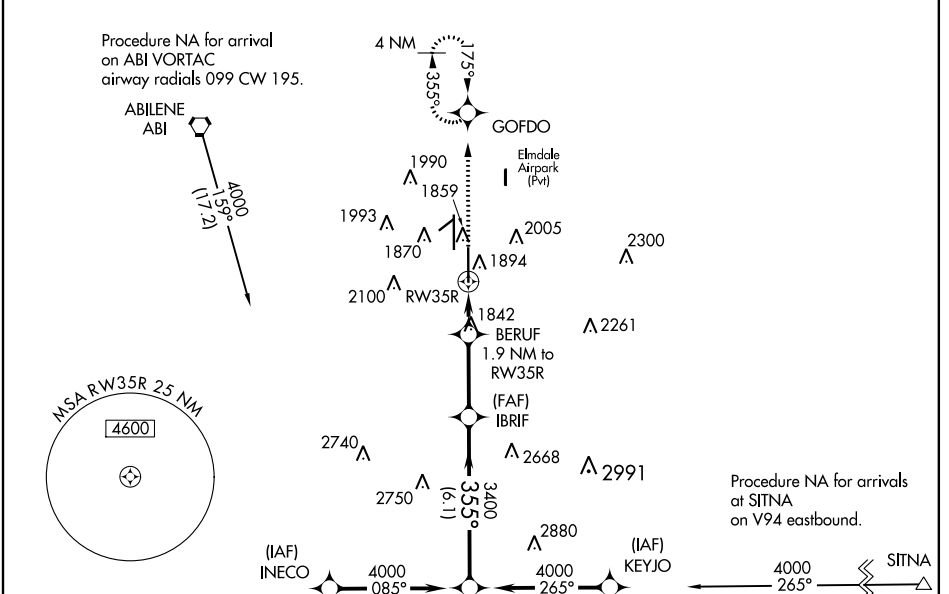 Procedure NA for arrival
on ABI VORTAC
airway radials 099 CW 195.
ABILENE
ABI
4000
159°
(17.2)
4 NM
355°
175°
GOFDO
Elmdale
Airpark
(Pvt)
1990
1859
1993
1870
2005
2300
1894
2100
RW35R
1842
BERUF
1.9 NM to
RW35R
2261
(FAF)
IBRIF
MSA RW35R 25 NM
4600
2740
2668
2991
2750
3400
355°
(6.1)
2880
Procedure NA for arrivals
at SITNA
on V94 eastbound.
(IAF)
INECO
4000
085°
4000
265°
(IAF)
KEYJO
4000
265°
SITNA